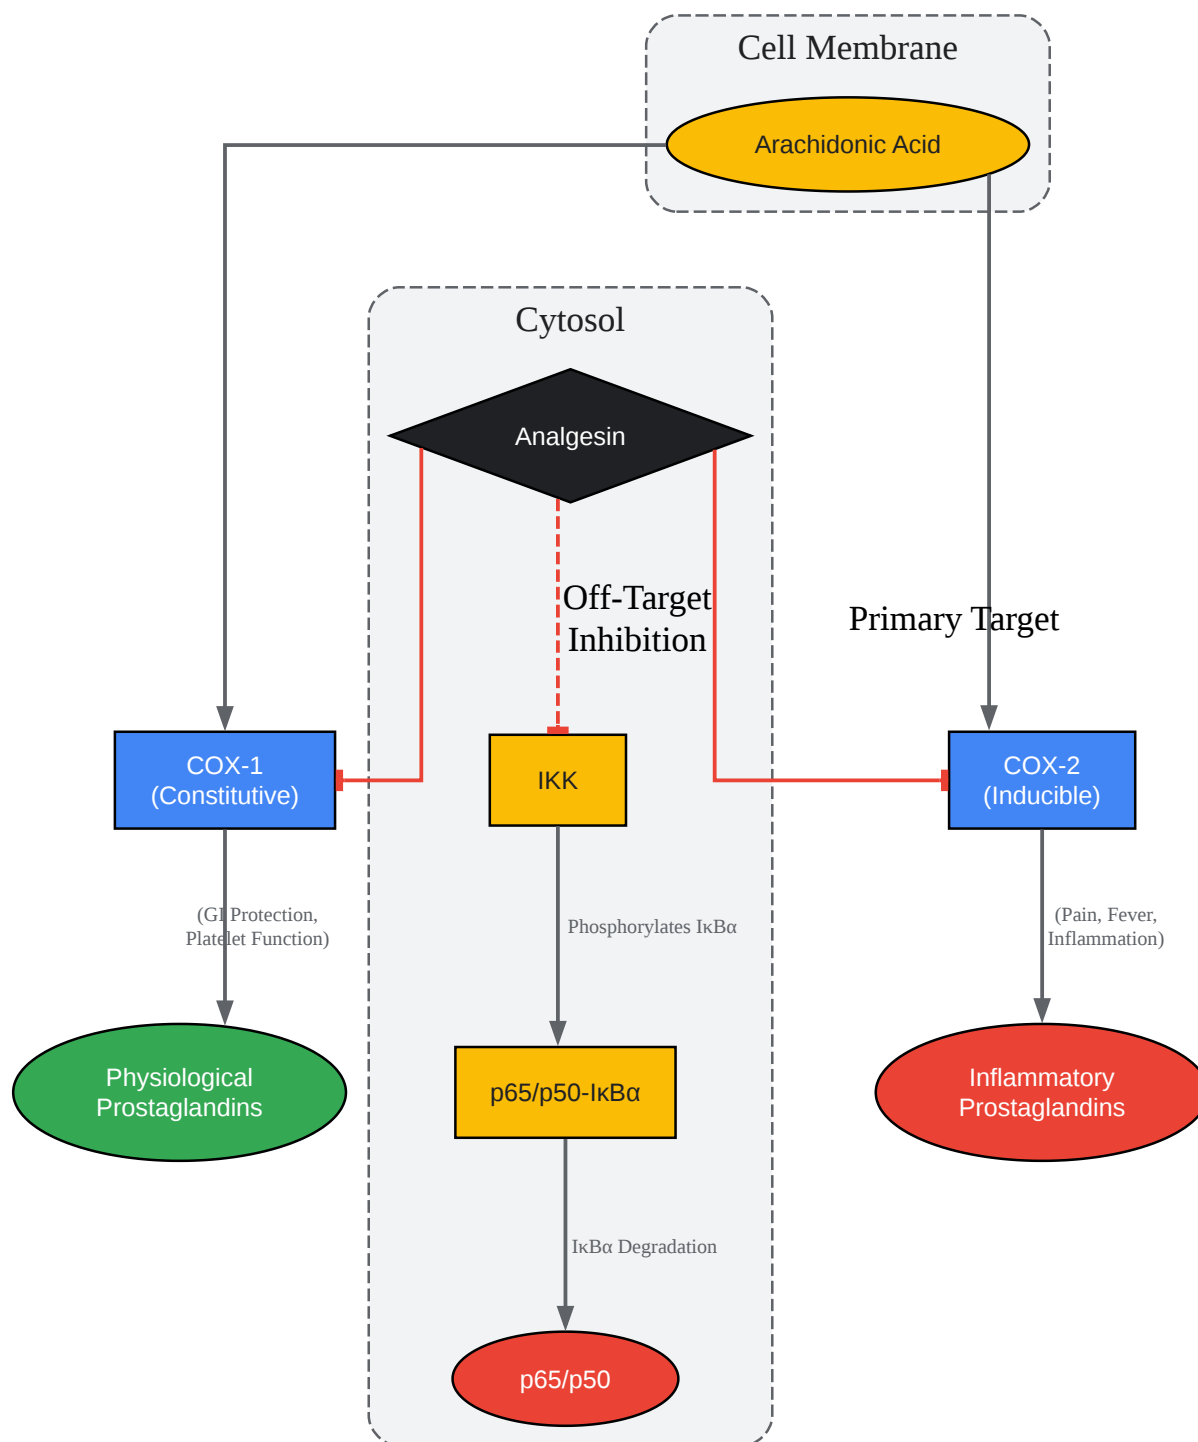 Cell Membrane
Arachidonic Acid
Cytosol
Analgesin
Off-Target
Inhibition
Primary Target
COX-1
(Constitutive)
IKK
COX-2
(Inducible)
(GI Protection,
Platelet Function)
Phosphorylates IκBα
(Pain, Fever,
Inflammation)
Physiological
Prostaglandins
p65/p50-IκBα
Inflammatory
Prostaglandins
IκBα Degradation
p65/p50